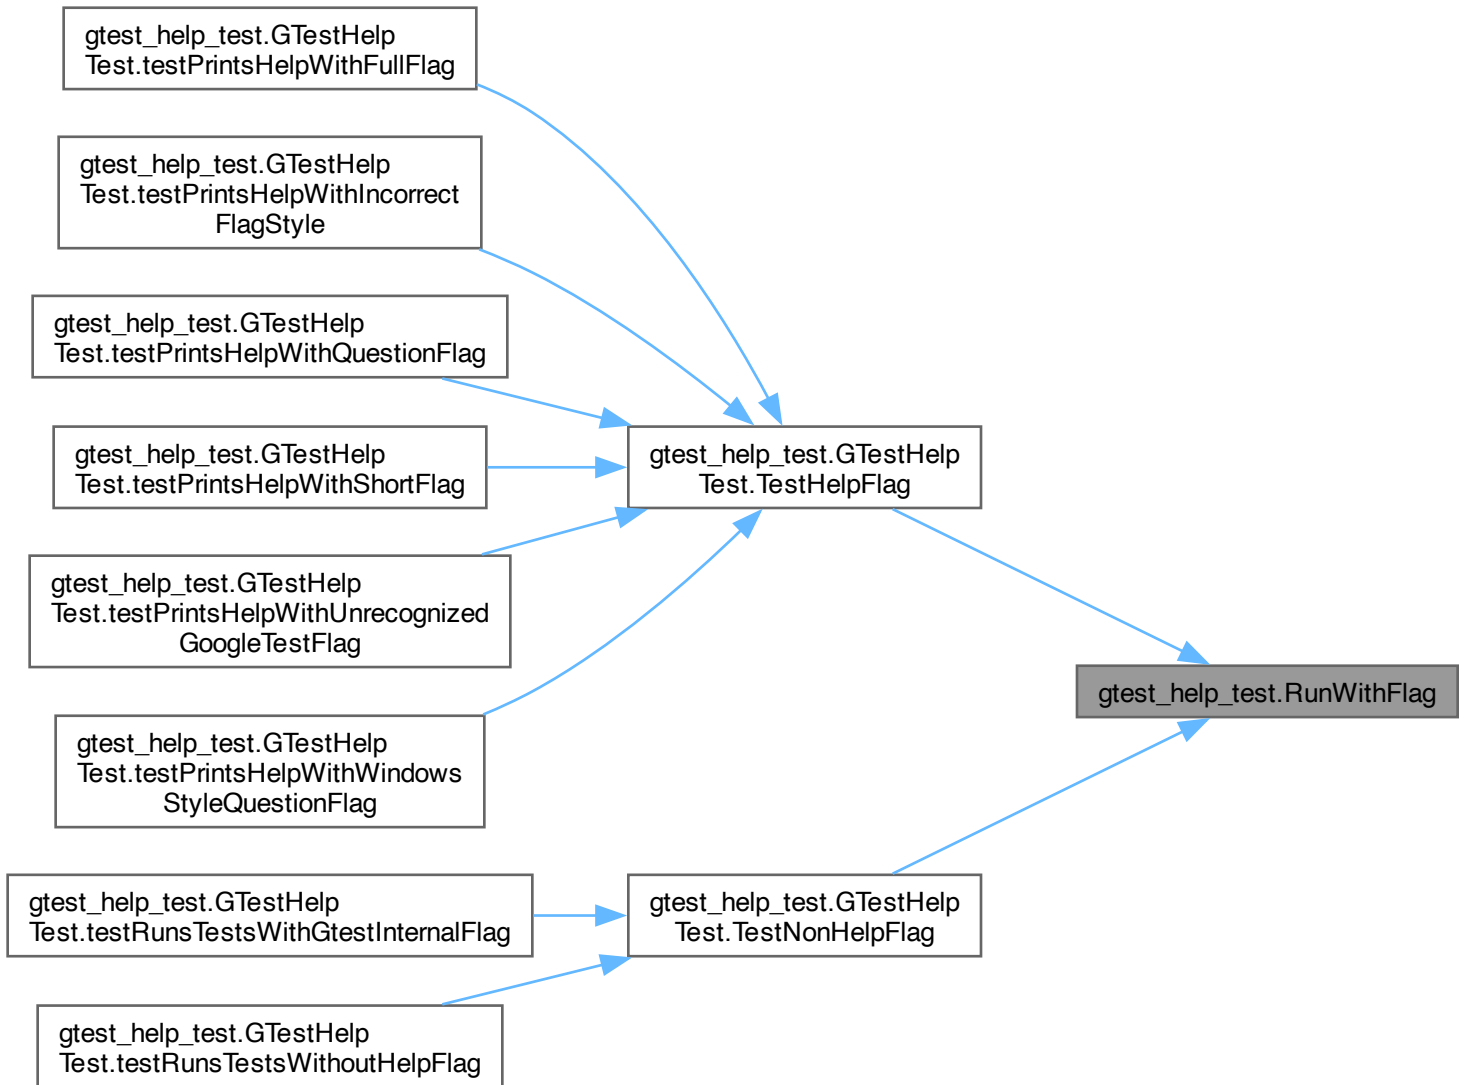 gtest_help_test.GTestHelp
Test.testPrintsHelpWithFullFlag
gtest_help_test.GTestHelp
Test.testPrintsHelpWithIncorrect
FlagStyle
gtest_help_test.GTestHelp
Test.testPrintsHelpWithQuestionFlag
gtest_help_test.GTestHelp
Test.testPrintsHelpWithShortFlag
gtest_help_test.GTestHelp
Test.testPrintsHelpWithUnrecognized
GoogleTestFlag
gtest_help_test.GTestHelp
Test.testPrintsHelpWithWindows
StyleQuestionFlag
gtest_help_test.GTestHelp
Test.testRunsTestsWithGtestInternalFlag
gtest_help_test.GTestHelp
Test.testRunsTestsWithoutHelpFlag
gtest_help_test.GTestHelp
Test.TestHelpFlag
gtest_help_test.GTestHelp
Test.TestNonHelpFlag
gtest_help_test.RunWithFlag